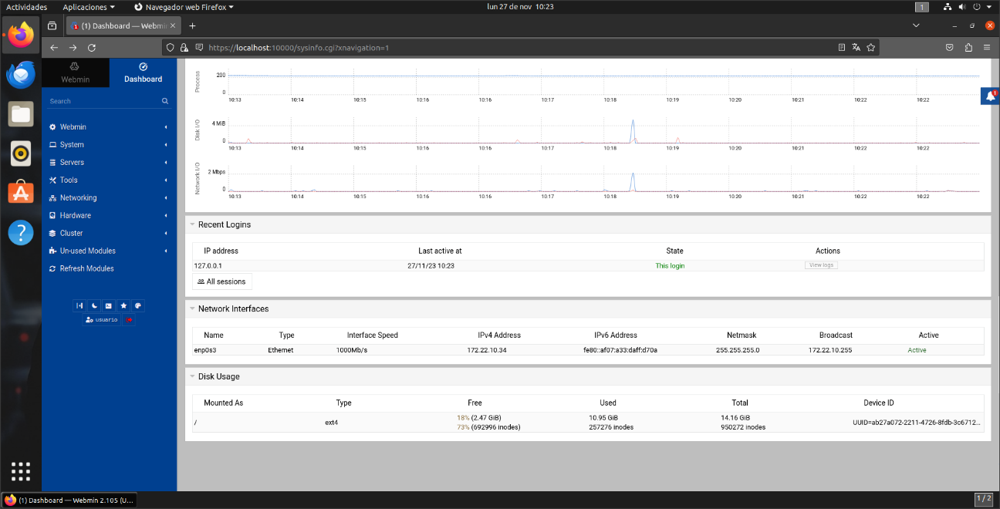 Actividades Aplicaciones Navegador web Firefox lun 27 de nov 10:23 1
1 (1) Dashboard — Webmin
https://localhost:10000/sysinfo.cgi?xnavigation=1
Webmin Dashboard
Search
Webmin
System
Servers
Tools
Networking
Hardware
Cluster
Un-used Modules
Refresh Modules
usuario
1
Process
200
0
10:13 10:14 10:15 10:16 10:16 10:17 10:18 10:19 10:20 10:21 10:22 10:22
Disk I/O
4 MiB
0
10:13 10:14 10:15 10:16 10:16 10:17 10:18 10:19 10:20 10:21 10:22 10:22
Network I/O
2 Mbps
0
10:13 10:14 10:15 10:16 10:16 10:17 10:18 10:19 10:20 10:21 10:22 10:22
Recent Logins
IP address Last active at State Actions
127.0.0.1 27/11/23 10:23 This login View logs
All sessions
Network Interfaces
Name Type Interface Speed IPv4 Address IPv6 Address Netmask Broadcast Active
enp0s3 Ethernet 1000Mb/s 172.22.10.34 fe80::af07:a33:daff:d70a 255.255.255.0 172.22.10.255 Active
Disk Usage
Mounted As Type Free Used Total Device ID
/ ext4 18% (2.47 GiB) 10.95 GiB 14.16 GiB UUID=ab27a072-2211-4726-8fdb-3c6712...
73% (692996 inodes) 257276 inodes 950272 inodes
(1) Dashboard — Webmin 2.105 (U... 1 / 2